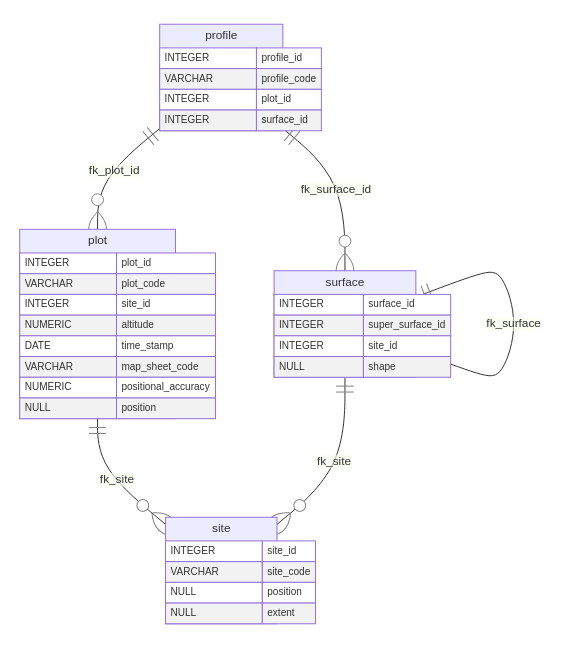 profile
INTEGER profile_id
VARCHAR profile_code
INTEGER plot_id
INTEGER surface_id
fk_plot_id
fk_surface_id
plot
INTEGER plot_id
VARCHAR plot_code
INTEGER site_id
NUMERIC altitude
DATE time_stamp
VARCHAR map_sheet_code
NUMERIC positional_accuracy
NULL position
surface
INTEGER surface_id
INTEGER super_surface_id
INTEGER site_id
NULL shape
fk_surface
fk_site
fk_site
site
INTEGER site_id
VARCHAR site_code
NULL position
NULL extent